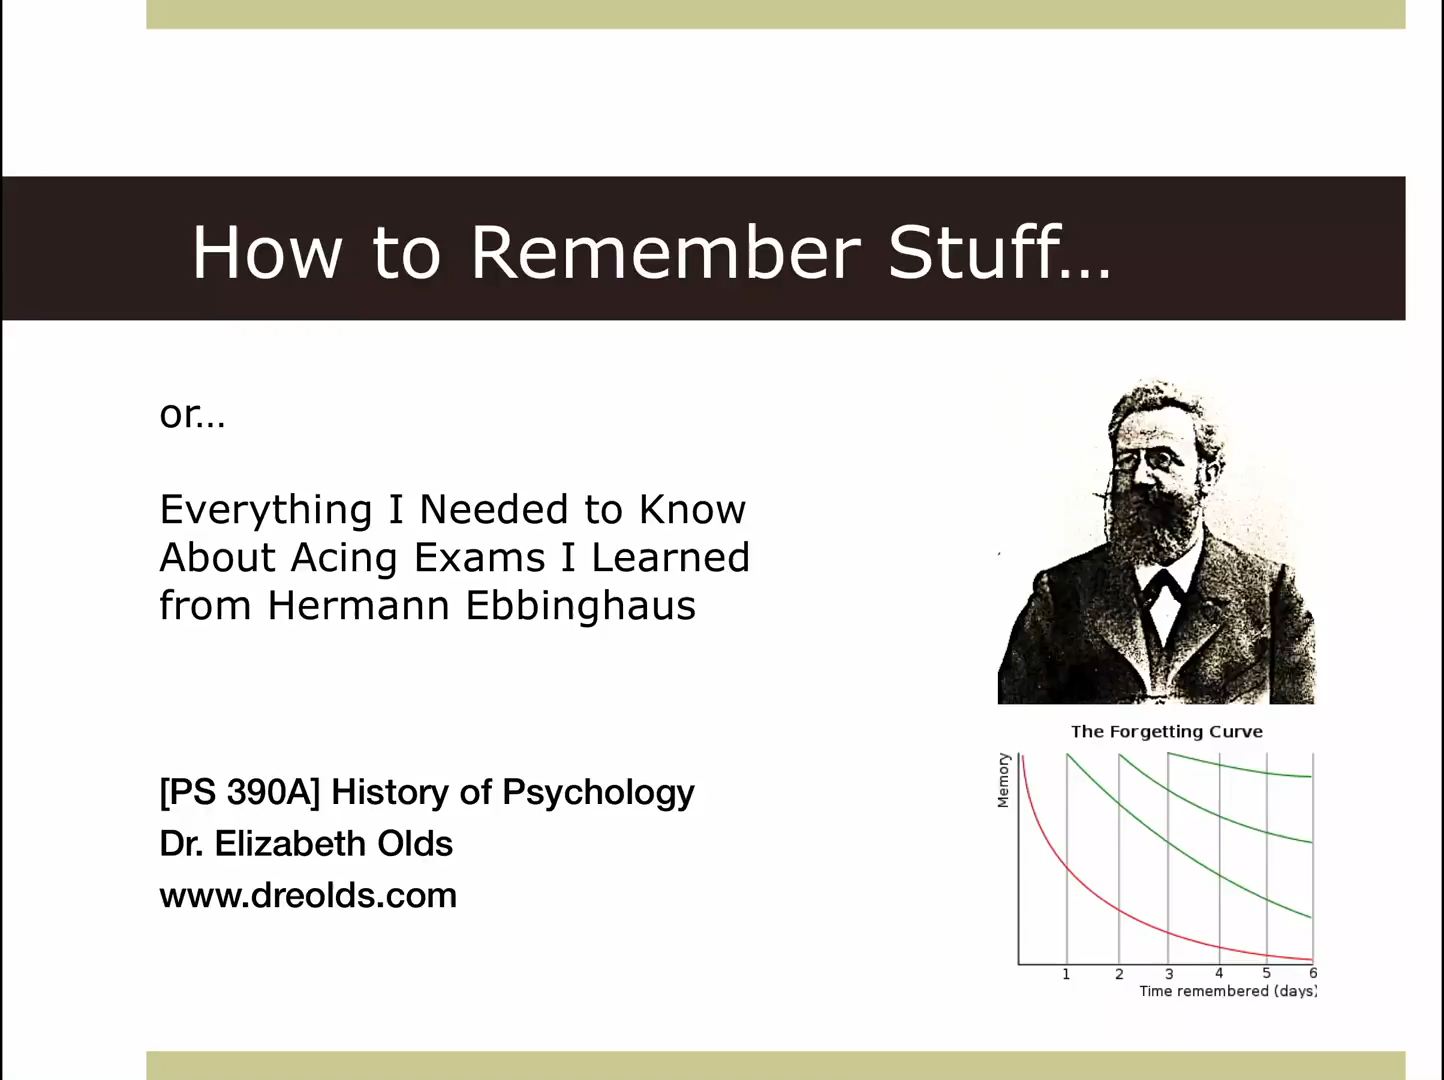 How to Remember Stuff…
or…
Everything I Needed to Know
About Acing Exams I Learned
from Hermann Ebbinghaus
[PS 390A] History of Psychology
Dr. Elizabeth Olds
www.dreolds.com
The Forgetting Curve
Memory
1 2 3 4 5 6
Time remembered (days)